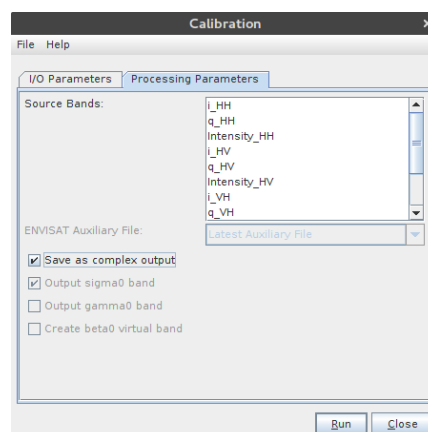 Calibration
File Help
I/O Parameters Processing Parameters
Source Bands:
i_HH
q_HH
Intensity_HH
i_HV
q_HV
Intensity_HV
i_VH
q_VH
ENVISAT Auxiliary File:
Latest Auxiliary File
Save as complex output
Output sigma0 band
Output gamma0 band
Create beta0 virtual band
Run Close